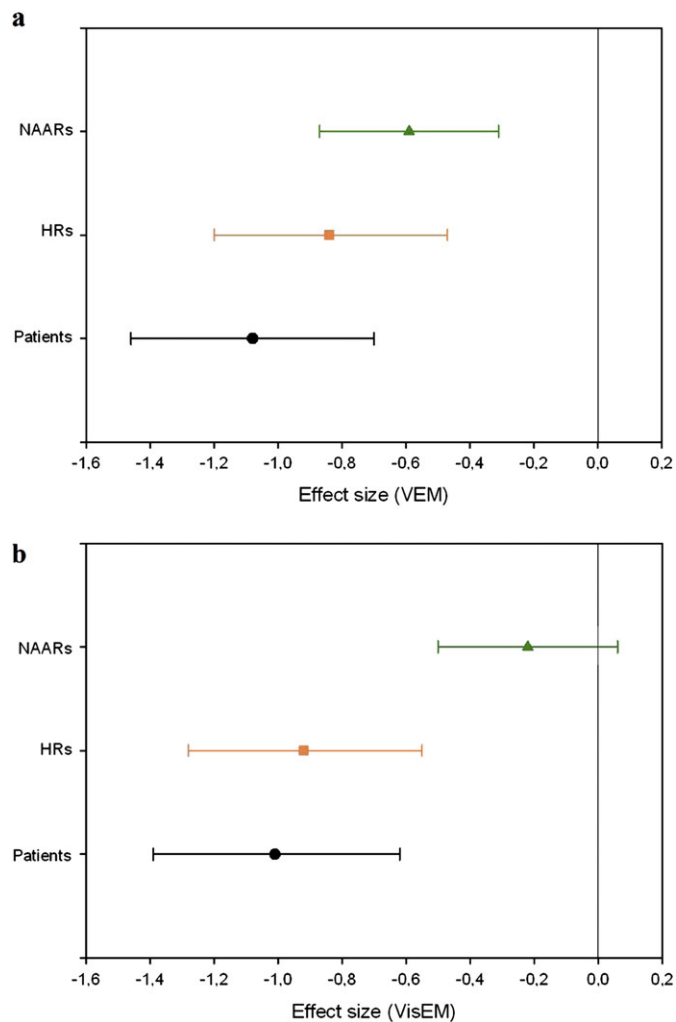 a
NAARs
HRs
Patients
-1,6 -1,4 -1,2 -1,0 -0,8 -0,6 -0,4 -0,2 0,0 0,2
Effect size (VEM)
b
NAARs
HRs
Patients
-1,6 -1,4 -1,2 -1,0 -0,8 -0,6 -0,4 -0,2 0,0 0,2
Effect size (VisEM)